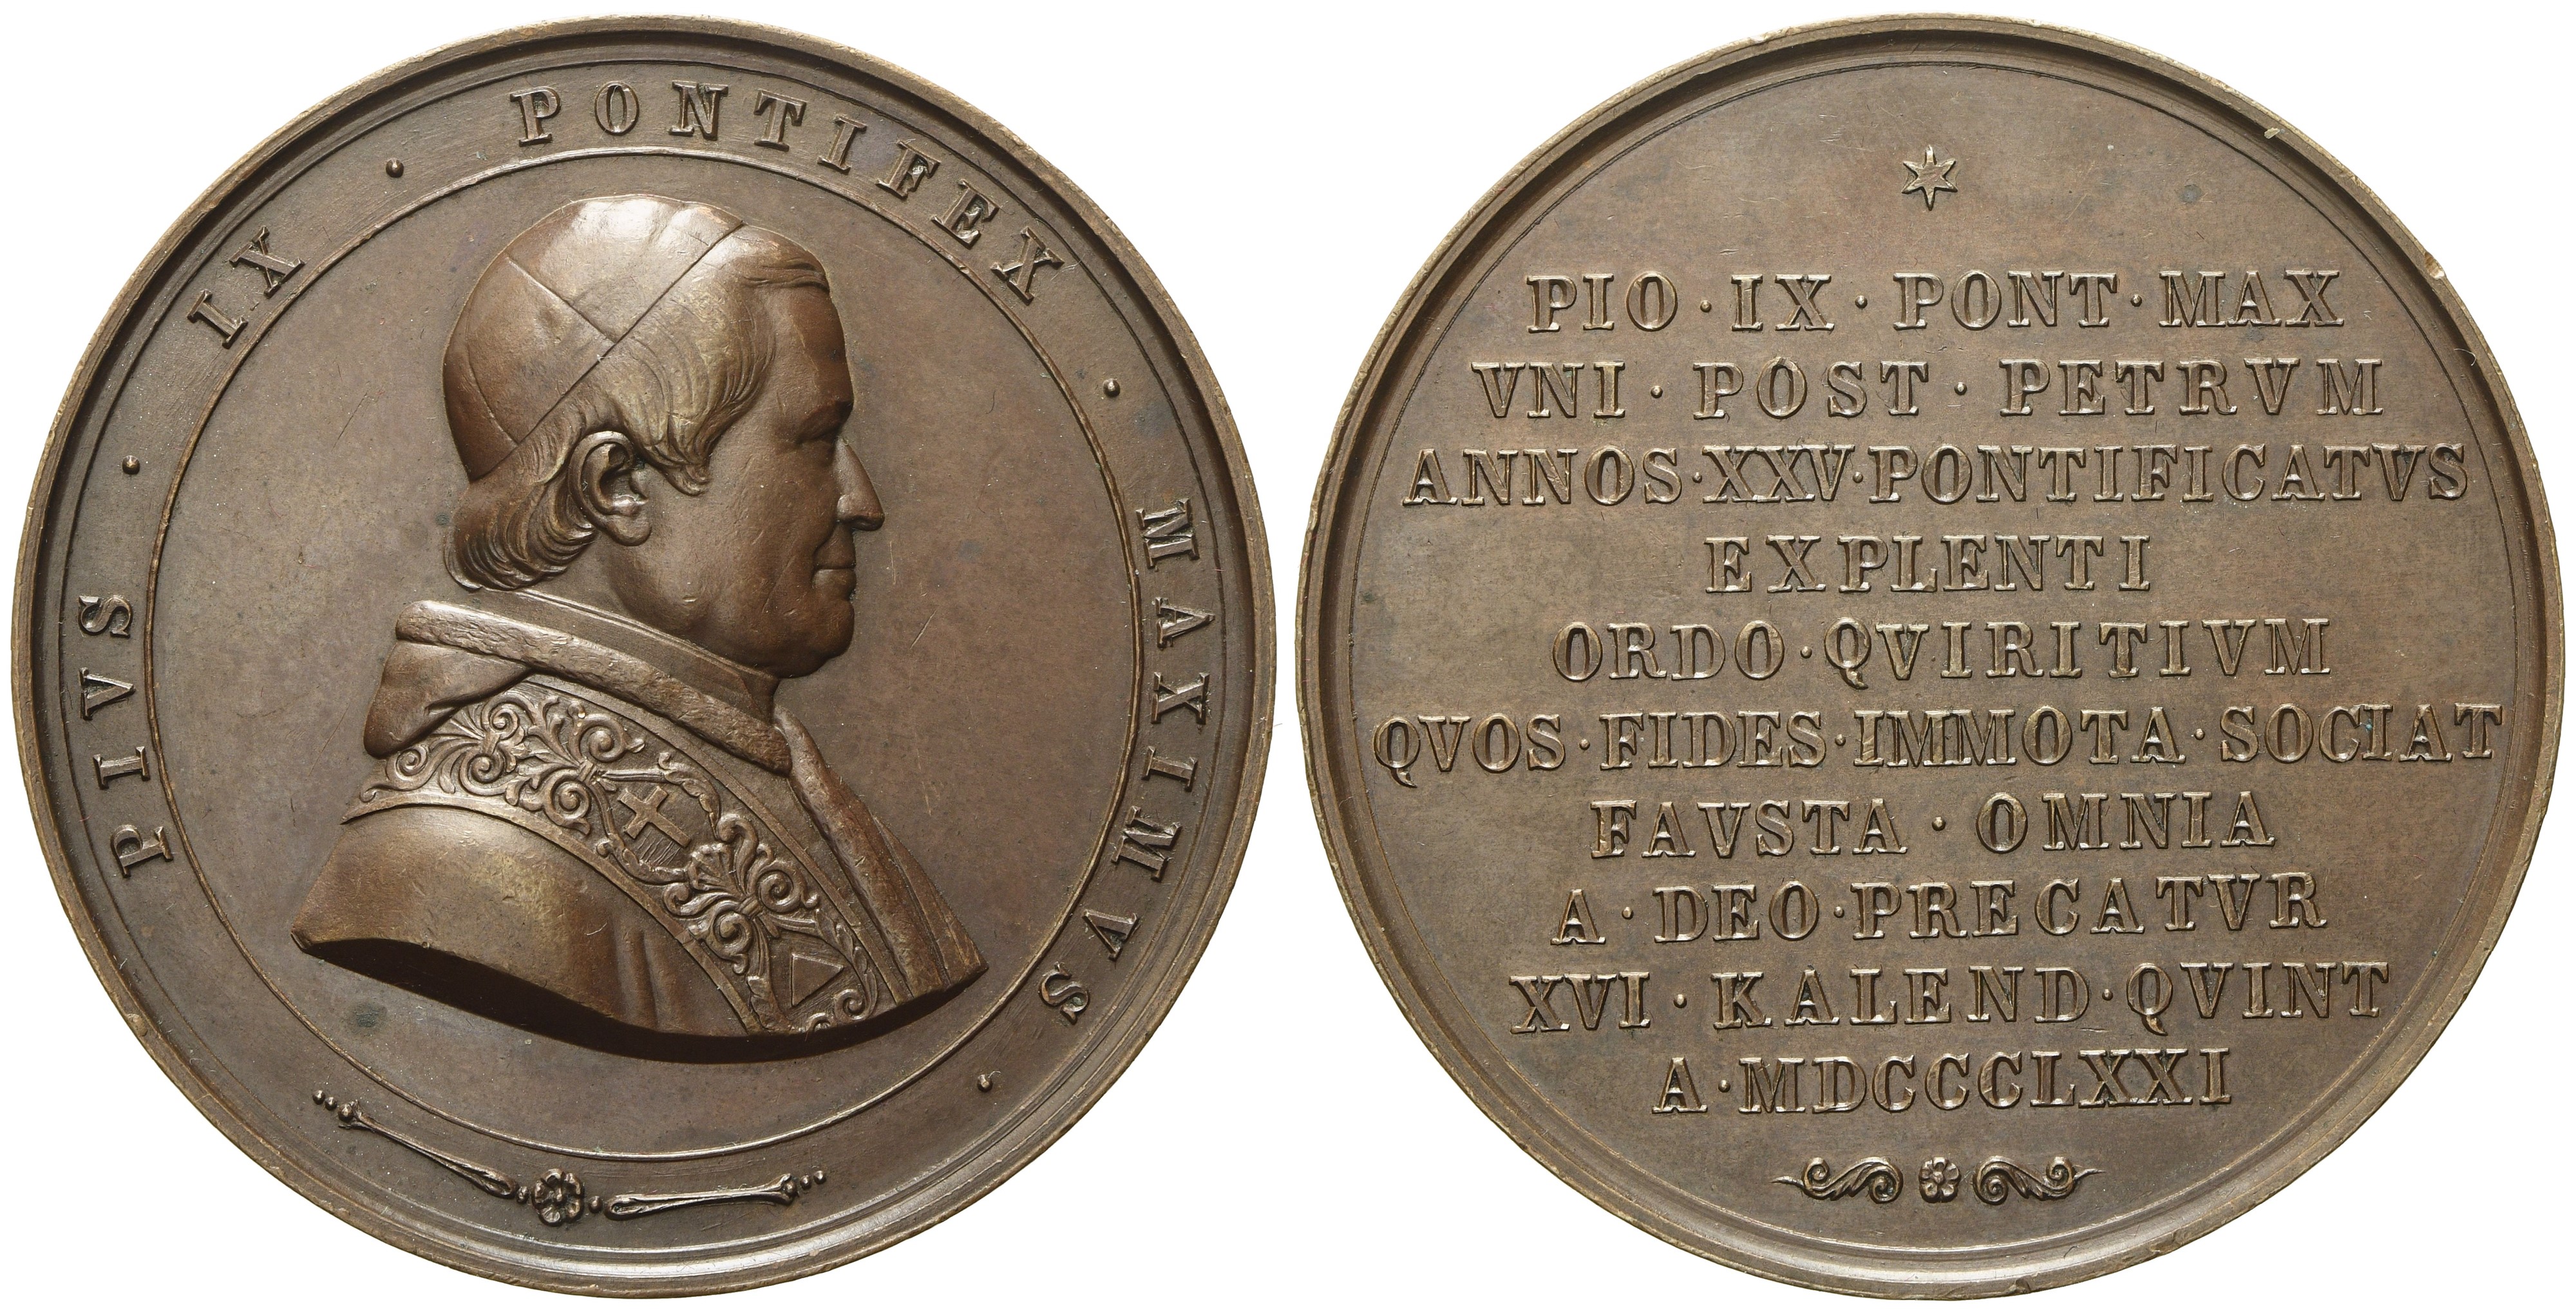 PIVS · IX · PONTIFEX · MAXIMVS ·
PIO · IX · PONT · MAX
VNI · POST · PETRVM
ANNOS · XXV · PONTIFICATVS
EXPLENTI
ORDO · QVIRITIVM
QVOS · FIDES · IMMOTA · SOCIAT
FAVSTA · OMNIA
A · DEO · PRECATVR
XVI · KALEND · QVINT
A · MDCCCLXXI